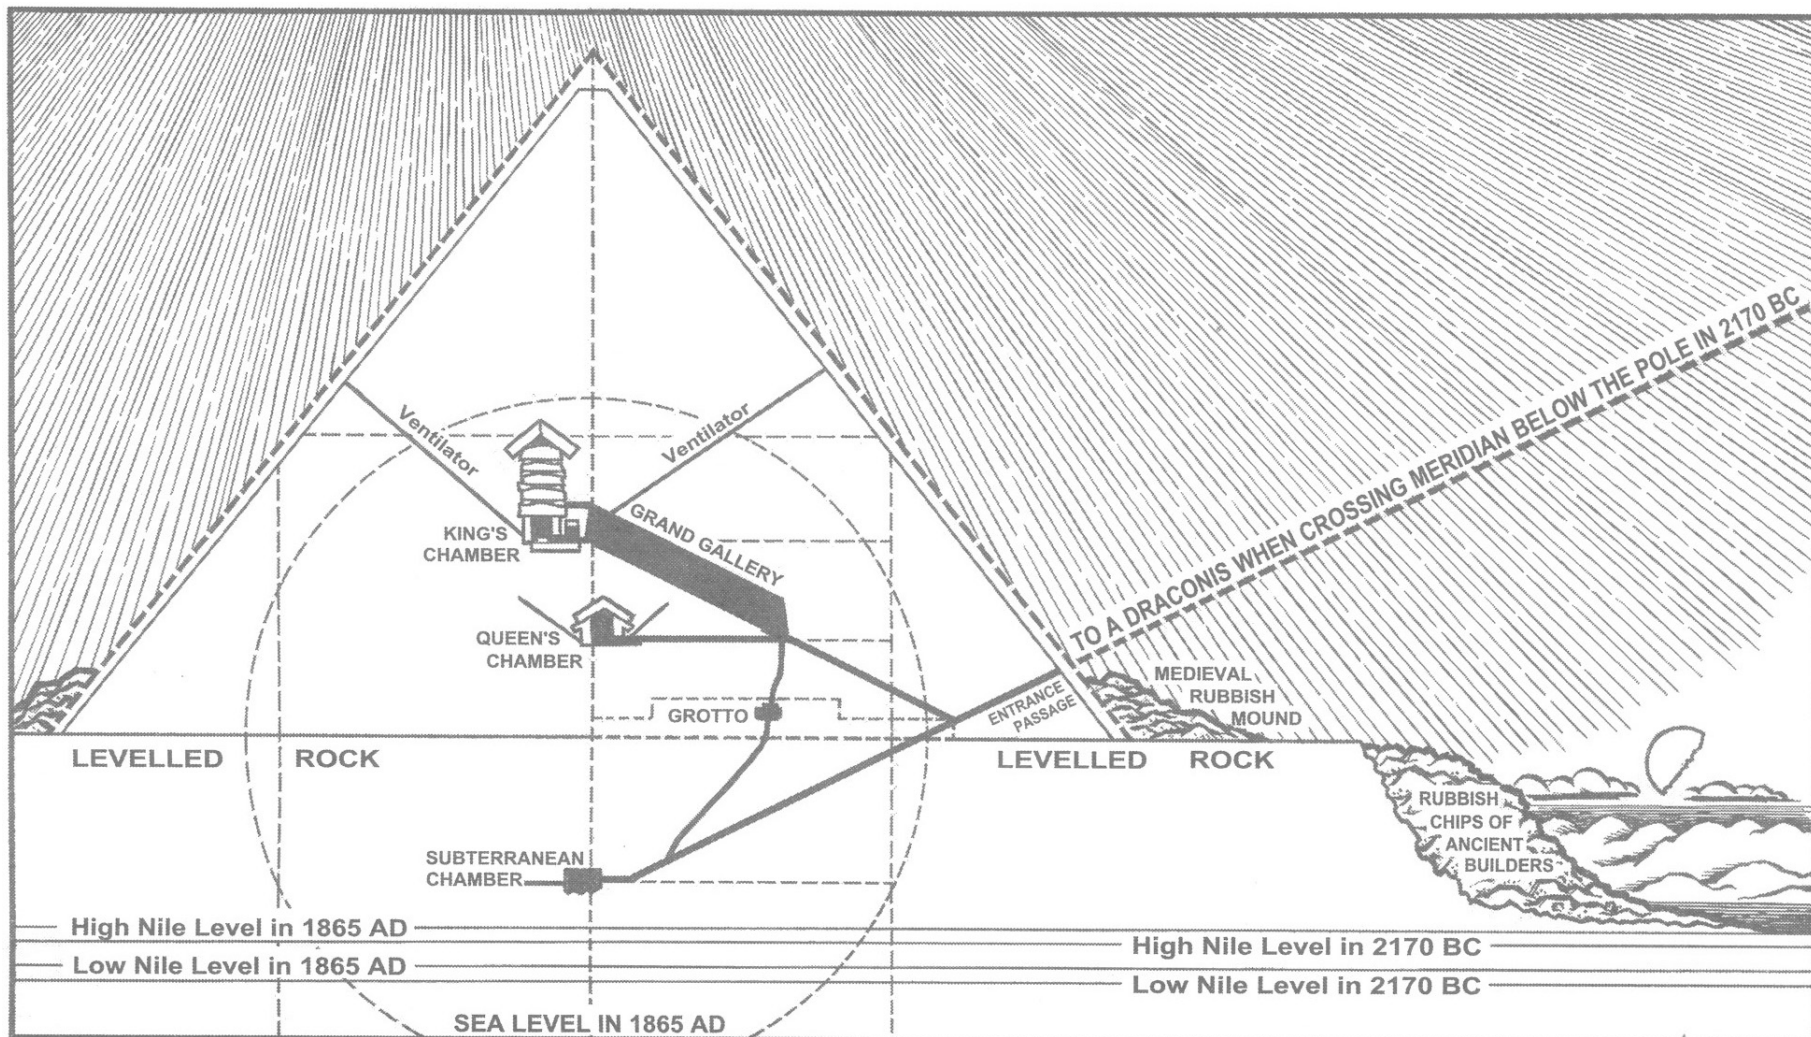 TO A DRACONIS WHEN CROSSING MERIDIAN BELOW THE POLE IN 2170 BC
Ventilator
Ventilator
KING'S
CHAMBER
GRAND GALLERY
QUEEN'S
CHAMBER
GROTTO
ENTRANCE
PASSAGE
MEDIEVAL
RUBBISH
MOUND
LEVELLED ROCK
LEVELLED ROCK
RUBBISH
CHIPS OF
ANCIENT
BUILDERS
SUBTERRANEAN
CHAMBER
High Nile Level in 1865 AD
High Nile Level in 2170 BC
Low Nile Level in 1865 AD
Low Nile Level in 2170 BC
SEA LEVEL IN 1865 AD